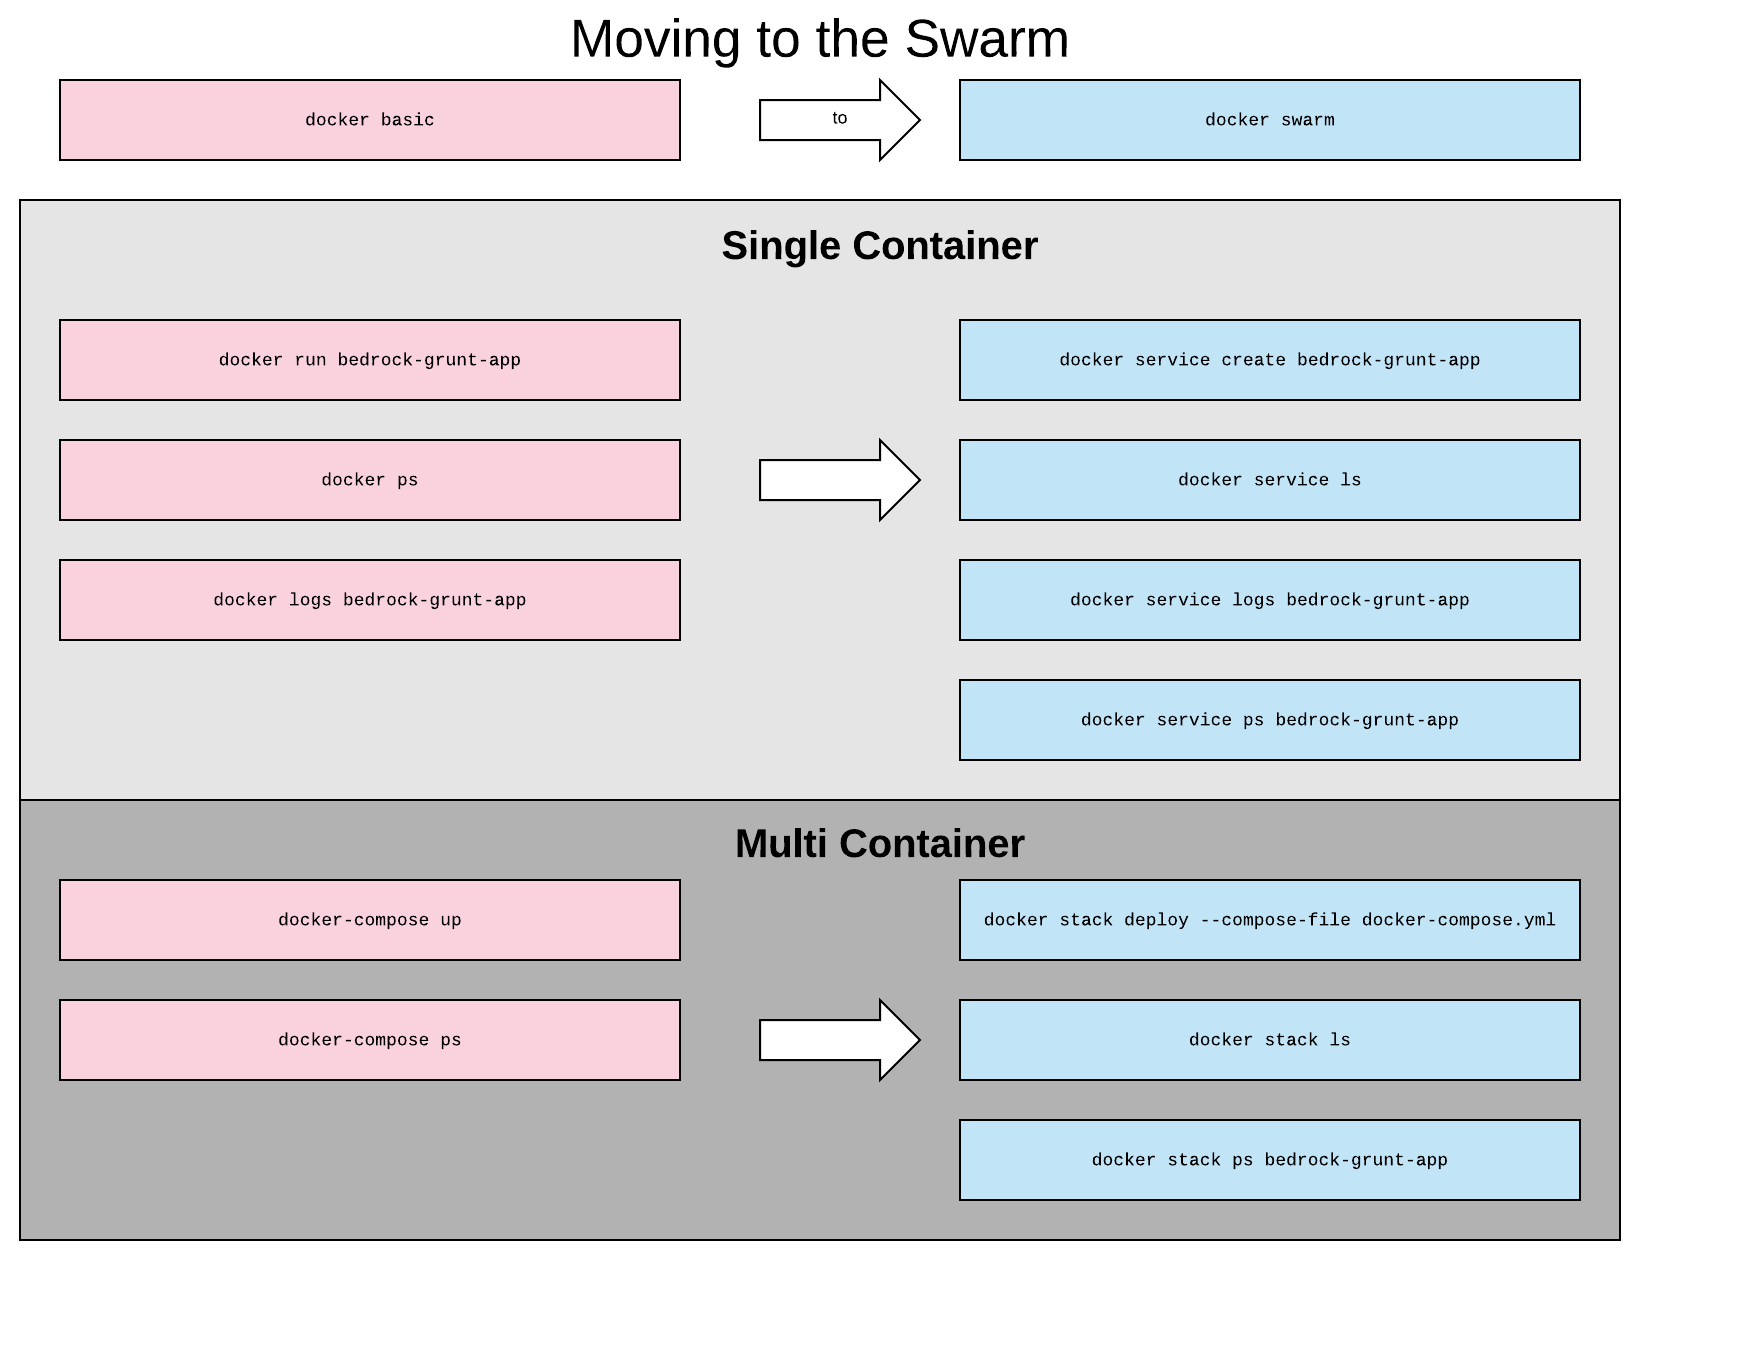 Moving to the Swarm
docker basic
to
docker swarm
Single Container
docker run bedrock-grunt-app
docker service create bedrock-grunt-app
docker ps
docker service ls
docker logs bedrock-grunt-app
docker service logs bedrock-grunt-app
docker service ps bedrock-grunt-app
Multi Container
docker-compose up
docker stack deploy --compose-file docker-compose.yml
docker-compose ps
docker stack ls
docker stack ps bedrock-grunt-app